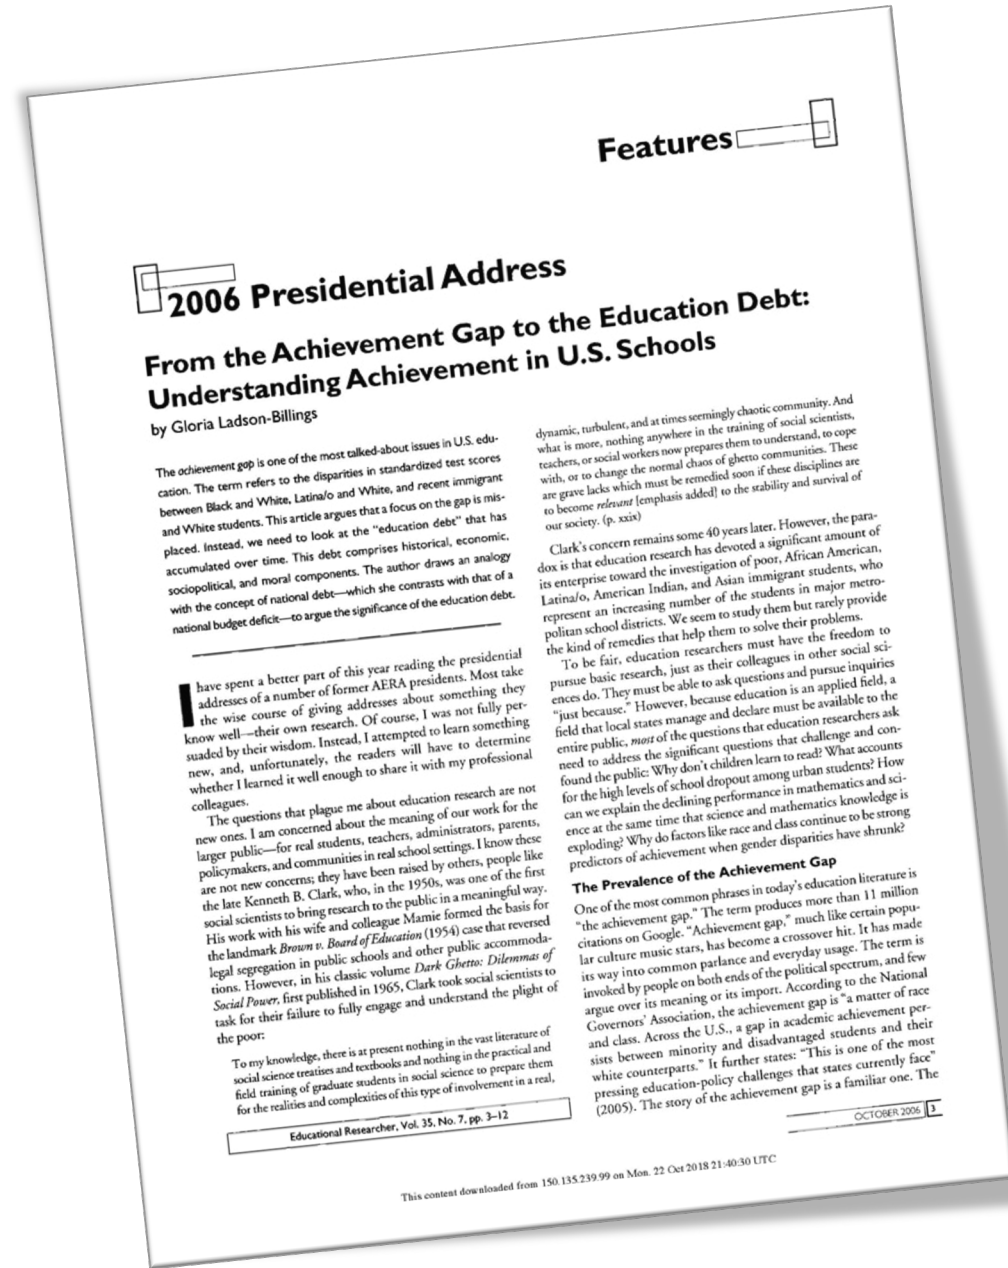 Features
2006 Presidential Address
From the Achievement Gap to the Education Debt:
Understanding Achievement in U.S. Schools
by Gloria Ladson-Billings
The achievement gap is one of the most talked-about issues in U.S. edu-
cation. The term refers to the disparities in standardized test scores
between Black and White, Latina/o and White, and recent immigrant
and White students. This article argues that a focus on the gap is mis-
placed. Instead, we need to look at the "education debt" that has
accumulated over time. This debt comprises historical, economic,
sociopolitical, and moral components. The author draws an analogy
with the concept of national debt—which she contrasts with that of a
national budget deficit—to argue the significance of the education debt.
I have spent a better part of this year reading the presidential
addresses of a number of former AERA presidents. Most take
the wise course of giving addresses about something they
know well—their own research. Of course, I was not fully per-
suaded by their wisdom. Instead, I attempted to learn something
new, and, unfortunately, the readers will have to determine
whether I learned it well enough to share it with my professional
colleagues.
The questions that plague me about education research are not
new ones. I am concerned about the meaning of our work for the
larger public—for real students, teachers, administrators, parents,
policymakers, and communities in real school settings. I know these
are not new concerns; they have been raised by others, people like
the late Kenneth B. Clark, who, in the 1950s, was one of the first
social scientists to bring research to the public in a meaningful way.
His work with his wife and colleague Mamie formed the basis for
the landmark Brown v. Board of Education (1954) case that reversed
legal segregation in public schools and other public accommoda-
tions. However, in his classic volume Dark Ghetto: Dilemmas of
Social Power, first published in 1965, Clark took social scientists to
task for their failure to fully engage and understand the plight of
the poor:
To my knowledge, there is at present nothing in the vast literature of
social science treatises and textbooks and nothing in the practical and
field training of graduate students in social science to prepare them
for the realities and complexities of this type of involvement in a real,
dynamic, turbulent, and at times seemingly chaotic community. And
what is more, nothing anywhere in the training of social scientists,
teachers, or social workers now prepares them to understand, to cope
with, or to change the normal chaos of ghetto communities. These
are grave lacks which must be remedied soon if these disciplines are
to become relevant [emphasis added] to the stability and survival of
our society. (p. xxix)
Clark's concern remains some 40 years later. However, the para-
dox is that education research has devoted a significant amount of
its enterprise toward the investigation of poor, African American,
Latina/o, American Indian, and Asian immigrant students, who
represent an increasing number of the students in major metro-
politan school districts. We seem to study them but rarely provide
the kind of remedies that help them to solve their problems.
To be fair, education researchers must have the freedom to
pursue basic research, just as their colleagues in other social sci-
ences do. They must be able to ask questions and pursue inquiries
"just because." However, because education is an applied field, a
field that local states manage and declare must be available to the
entire public, most of the questions that education researchers ask
need to address the significant questions that challenge and con-
found the public: Why don't children learn to read? What accounts
for the high levels of school dropout among urban students? How
can we explain the declining performance in mathematics and sci-
ence at the same time that science and mathematics knowledge is
exploding? Why do factors like race and class continue to be strong
predictors of achievement when gender disparities have shrunk?
The Prevalence of the Achievement Gap
One of the most common phrases in today's education literature is
"the achievement gap." The term produces more than 11 million
citations on Google. "Achievement gap," much like certain popu-
lar culture music stars, has become a crossover hit. It has made
its way into common parlance and everyday usage. The term is
invoked by people on both ends of the political spectrum, and few
argue over its meaning or its import. According to the National
Governors' Association, the achievement gap is "a matter of race
and class. Across the U.S., a gap in academic achievement per-
sists between minority and disadvantaged students and their
white counterparts." It further states: "This is one of the most
pressing education-policy challenges that states currently face"
(2005). The story of the achievement gap is a familiar one. The
Educational Researcher, Vol. 35, No. 7, pp. 3–12
OCTOBER 2006 3
This content downloaded from 150.135.239.99 on Mon, 22 Oct 2018 21:40:30 UTC